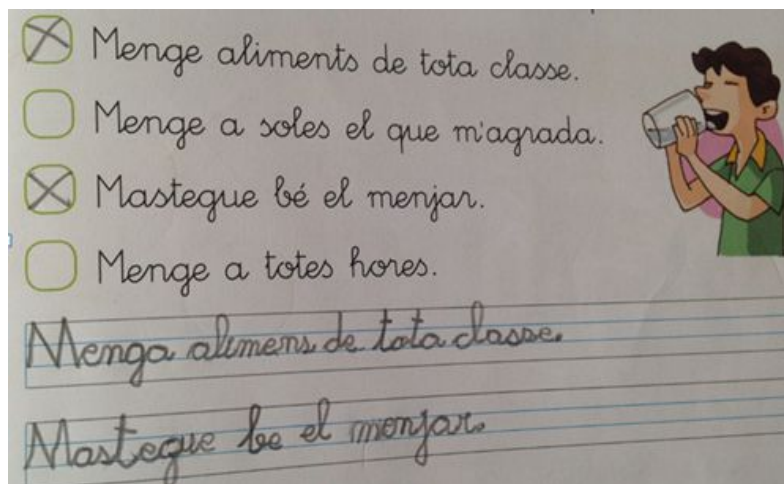 Menge aliments de tota classe.
Menge a soles el que m'agrada.
Mastegue bé el menjar.
Menge a totes hores.
Menga alimens de tota classe.
Mastegue be el menjar.